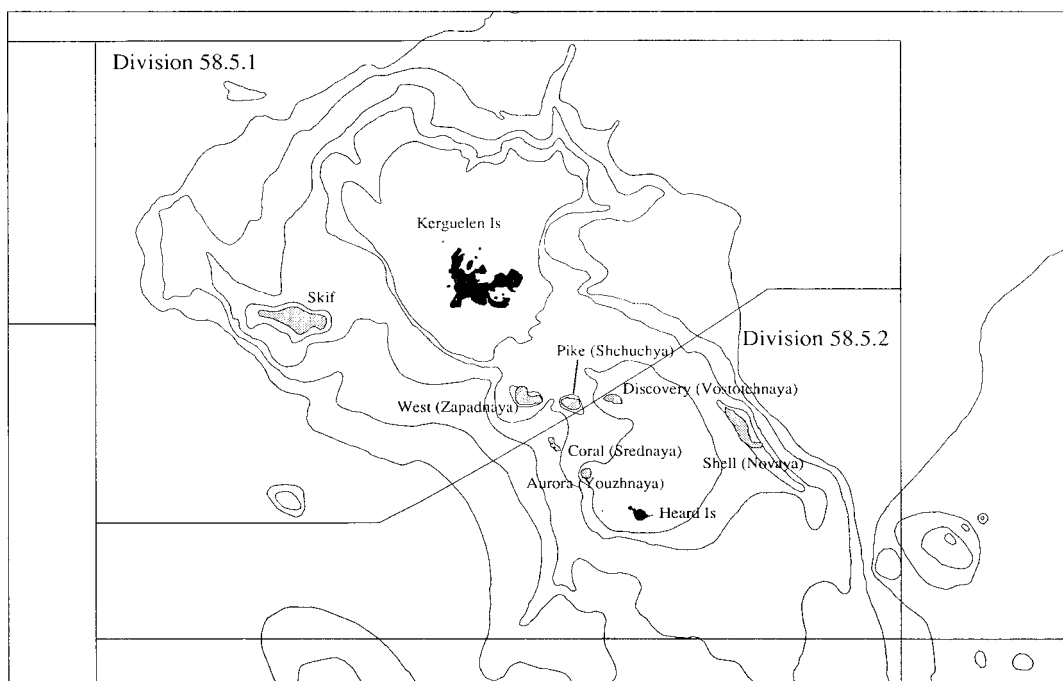 Division 58.5.1
Kerguelen Is
Skif
Division 58.5.2
Pike (Shchuchya)
Discovery (Vostotchnaya)
West (Zapadnaya)
Coral (Srednaya)
Shell (Novaya)
Aurora (Youzhnaya)
Heard Is